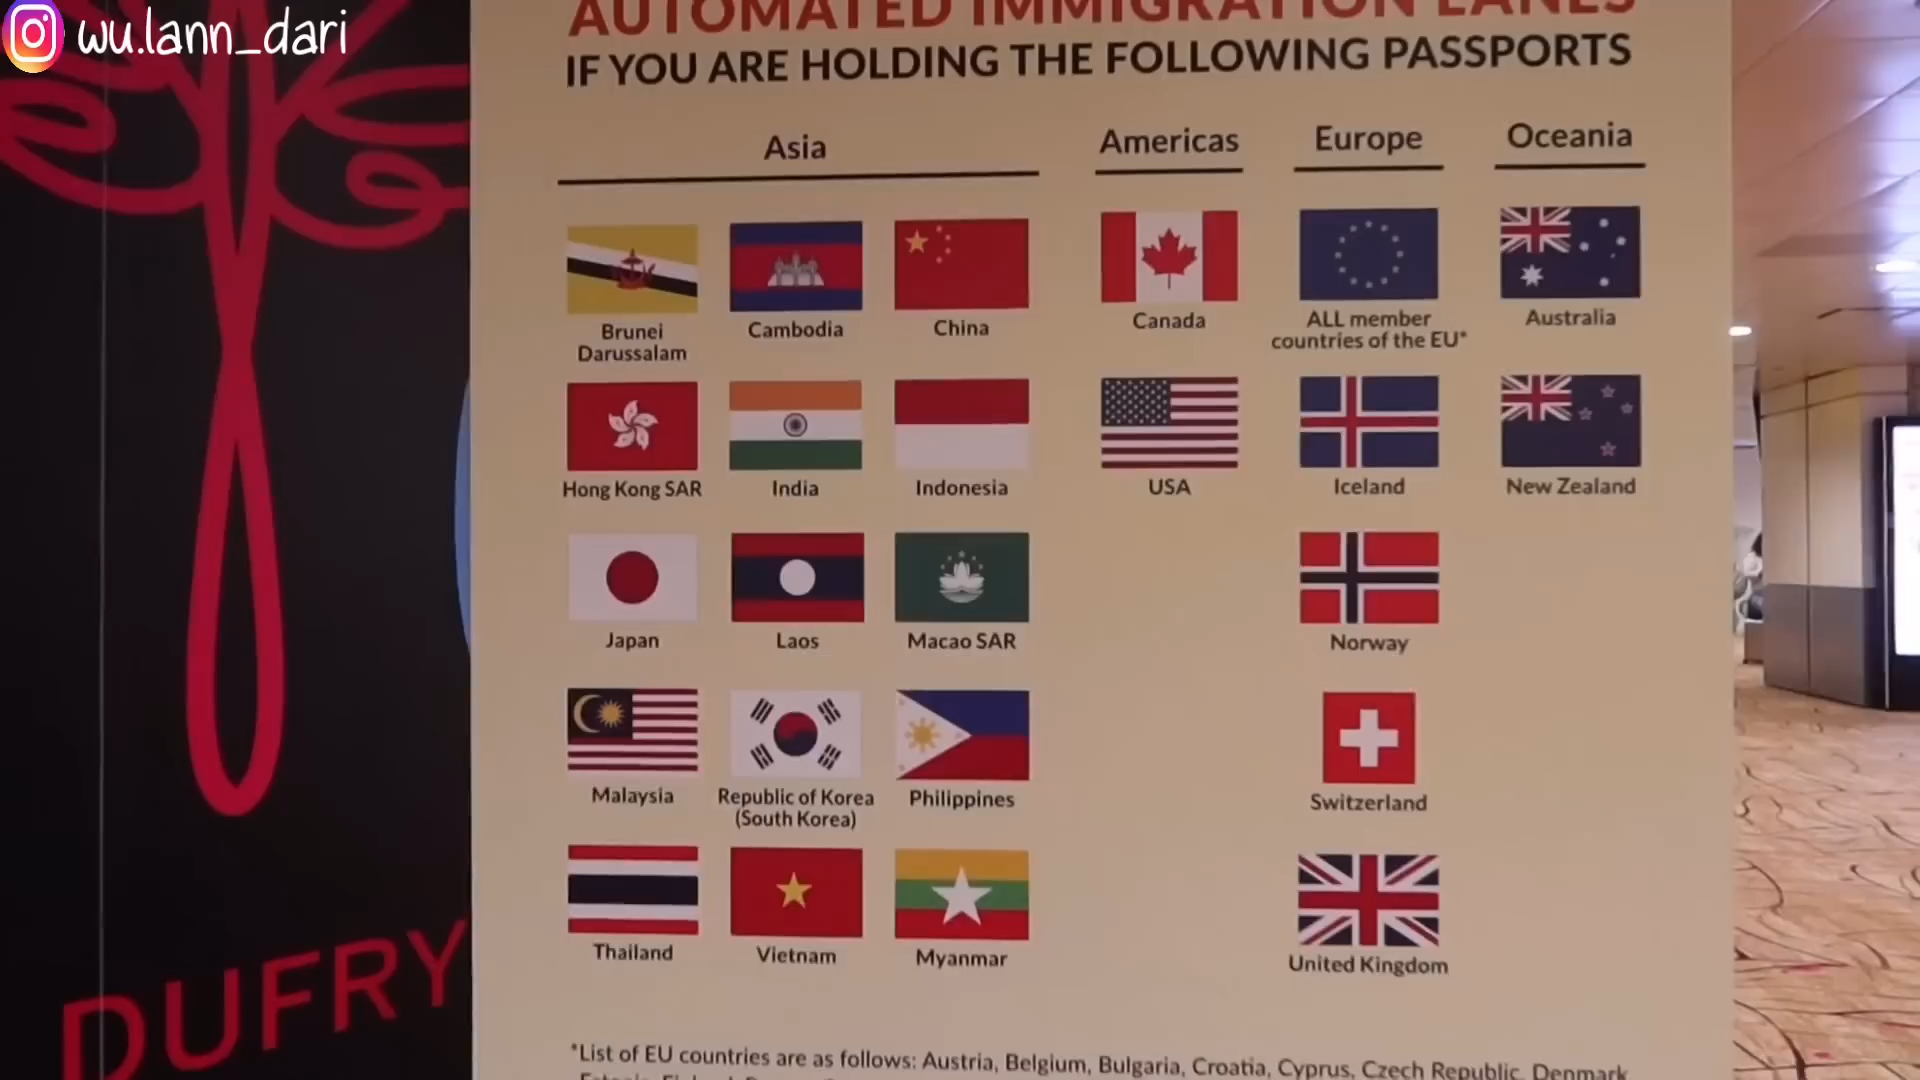 wu.lann_dari
AUTOMATED IMMIGRATION LANES
IF YOU ARE HOLDING THE FOLLOWING PASSPORTS
Asia
Americas
Europe
Oceania
Brunei
Darussalam
Cambodia
China
Canada
ALL member
countries of the EU*
Australia
Hong Kong SAR
India
Indonesia
USA
Iceland
New Zealand
Japan
Laos
Macao SAR
Norway
Malaysia
Republic of Korea
(South Korea)
Philippines
Switzerland
Thailand
Vietnam
Myanmar
United Kingdom
DUFRY
*List of EU countries are as follows: Austria, Belgium, Bulgaria, Croatia, Cyprus, Czech Republic, Denmark